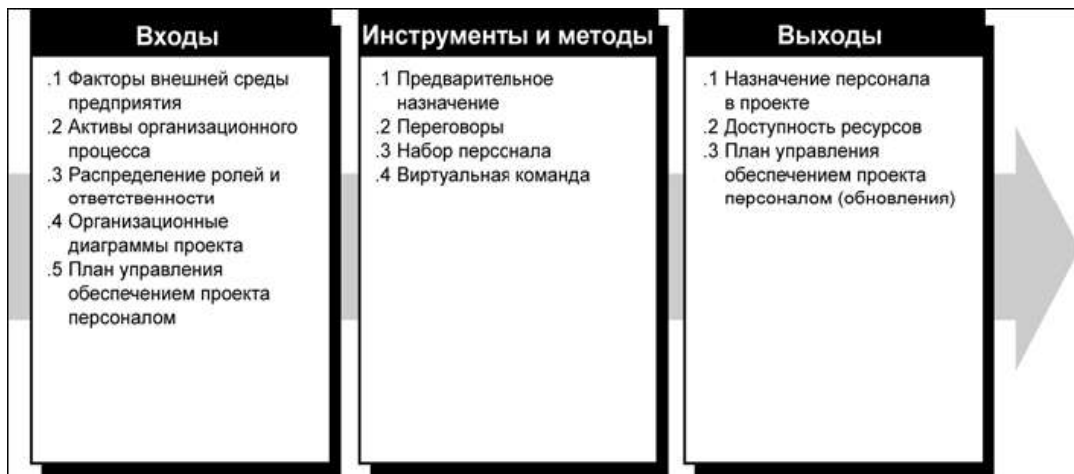 Входы
.1 Факторы внешней среды
предприятия
.2 Активы организационного
процесса
.3 Распределение ролей и
ответственности
.4 Организационные
диаграммы проекта
.5 План управления
обеспечением проекта
персоналом
Инструменты и методы
.1 Предварительное
назначение
.2 Переговоры
.3 Набор персснала
.4 Виртуальная команда
Выходы
.1 Назначение персонала
в проекте
.2 Доступность ресурсов
.3 План управления
обеспечением проекта
персоналом (обновления)